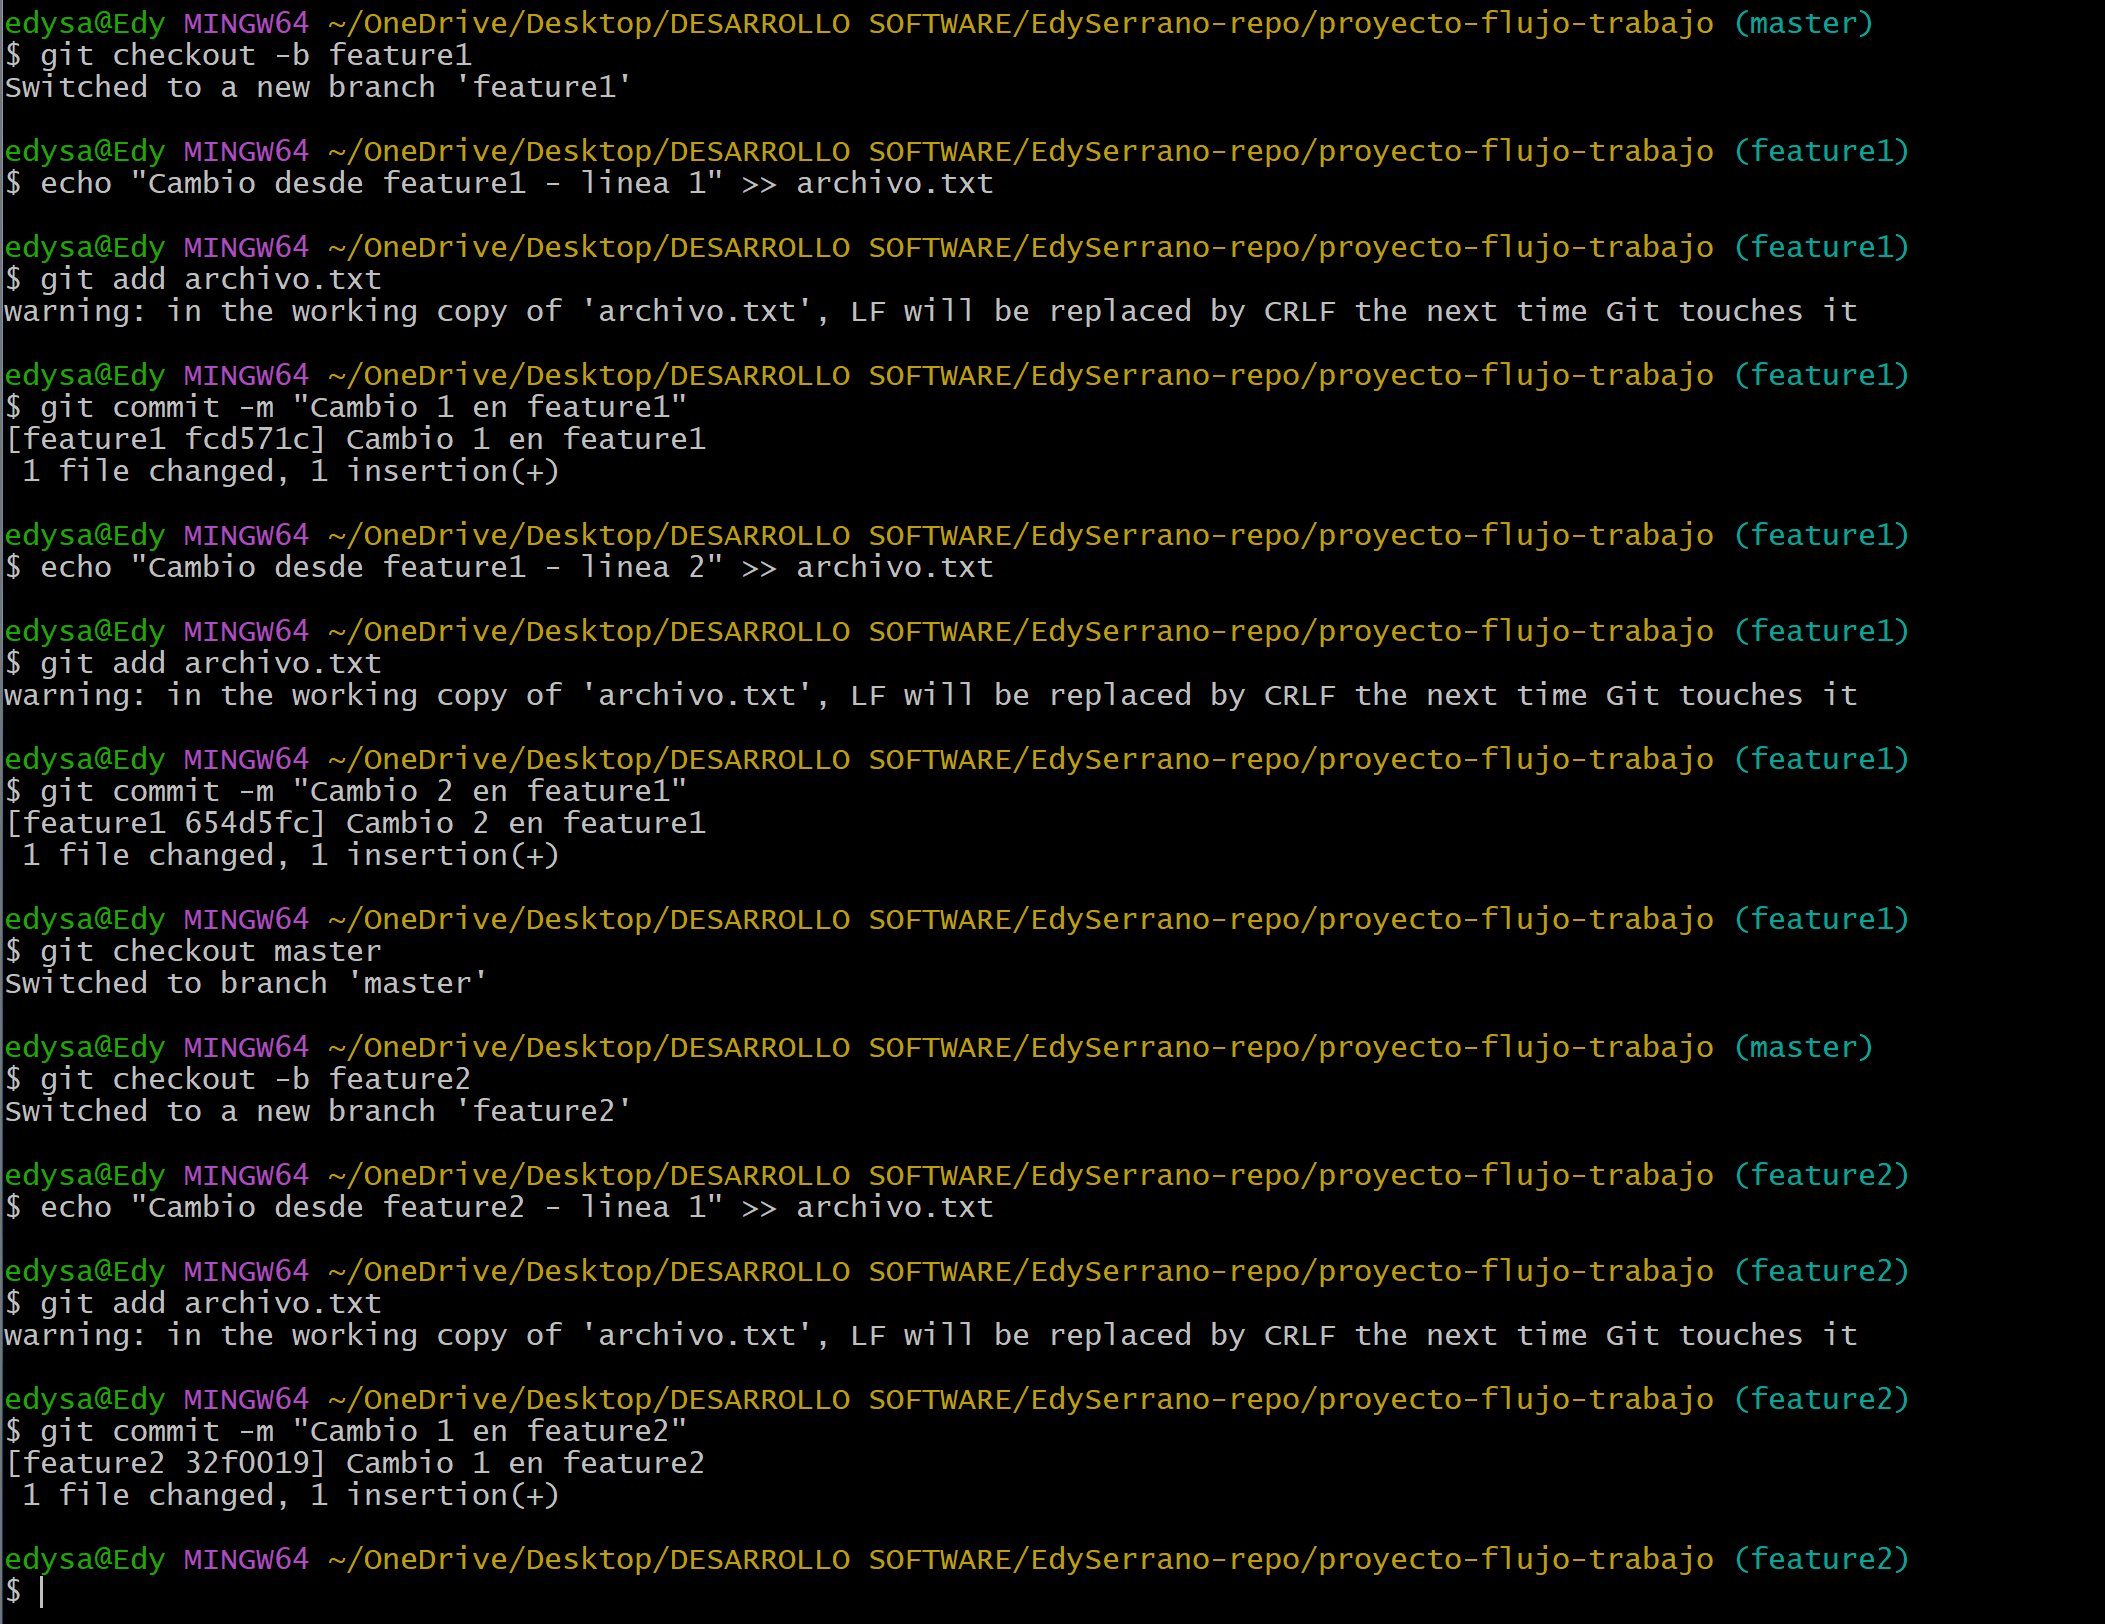 edysa@Edy MINGW64 ~/OneDrive/Desktop/DESARROLLO SOFTWARE/EdySerrano-repo/proyecto-flujo-trabajo (master)
$ git checkout -b feature1
Switched to a new branch 'feature1'
edysa@Edy MINGW64 ~/OneDrive/Desktop/DESARROLLO SOFTWARE/EdySerrano-repo/proyecto-flujo-trabajo (feature1)
$ echo "Cambio desde feature1 - linea 1" >> archivo.txt
edysa@Edy MINGW64 ~/OneDrive/Desktop/DESARROLLO SOFTWARE/EdySerrano-repo/proyecto-flujo-trabajo (feature1)
$ git add archivo.txt
warning: in the working copy of 'archivo.txt', LF will be replaced by CRLF the next time Git touches it
edysa@Edy MINGW64 ~/OneDrive/Desktop/DESARROLLO SOFTWARE/EdySerrano-repo/proyecto-flujo-trabajo (feature1)
$ git commit -m "Cambio 1 en feature1"
[feature1 fcd571c] Cambio 1 en feature1
 1 file changed, 1 insertion(+)
edysa@Edy MINGW64 ~/OneDrive/Desktop/DESARROLLO SOFTWARE/EdySerrano-repo/proyecto-flujo-trabajo (feature1)
$ echo "Cambio desde feature1 - linea 2" >> archivo.txt
edysa@Edy MINGW64 ~/OneDrive/Desktop/DESARROLLO SOFTWARE/EdySerrano-repo/proyecto-flujo-trabajo (feature1)
$ git add archivo.txt
warning: in the working copy of 'archivo.txt', LF will be replaced by CRLF the next time Git touches it
edysa@Edy MINGW64 ~/OneDrive/Desktop/DESARROLLO SOFTWARE/EdySerrano-repo/proyecto-flujo-trabajo (feature1)
$ git commit -m "Cambio 2 en feature1"
[feature1 654d5fc] Cambio 2 en feature1
 1 file changed, 1 insertion(+)
edysa@Edy MINGW64 ~/OneDrive/Desktop/DESARROLLO SOFTWARE/EdySerrano-repo/proyecto-flujo-trabajo (feature1)
$ git checkout master
Switched to branch 'master'
edysa@Edy MINGW64 ~/OneDrive/Desktop/DESARROLLO SOFTWARE/EdySerrano-repo/proyecto-flujo-trabajo (master)
$ git checkout -b feature2
Switched to a new branch 'feature2'
edysa@Edy MINGW64 ~/OneDrive/Desktop/DESARROLLO SOFTWARE/EdySerrano-repo/proyecto-flujo-trabajo (feature2)
$ echo "Cambio desde feature2 - linea 1" >> archivo.txt
edysa@Edy MINGW64 ~/OneDrive/Desktop/DESARROLLO SOFTWARE/EdySerrano-repo/proyecto-flujo-trabajo (feature2)
$ git add archivo.txt
warning: in the working copy of 'archivo.txt', LF will be replaced by CRLF the next time Git touches it
edysa@Edy MINGW64 ~/OneDrive/Desktop/DESARROLLO SOFTWARE/EdySerrano-repo/proyecto-flujo-trabajo (feature2)
$ git commit -m "Cambio 1 en feature2"
[feature2 32f0019] Cambio 1 en feature2
 1 file changed, 1 insertion(+)
edysa@Edy MINGW64 ~/OneDrive/Desktop/DESARROLLO SOFTWARE/EdySerrano-repo/proyecto-flujo-trabajo (feature2)
$